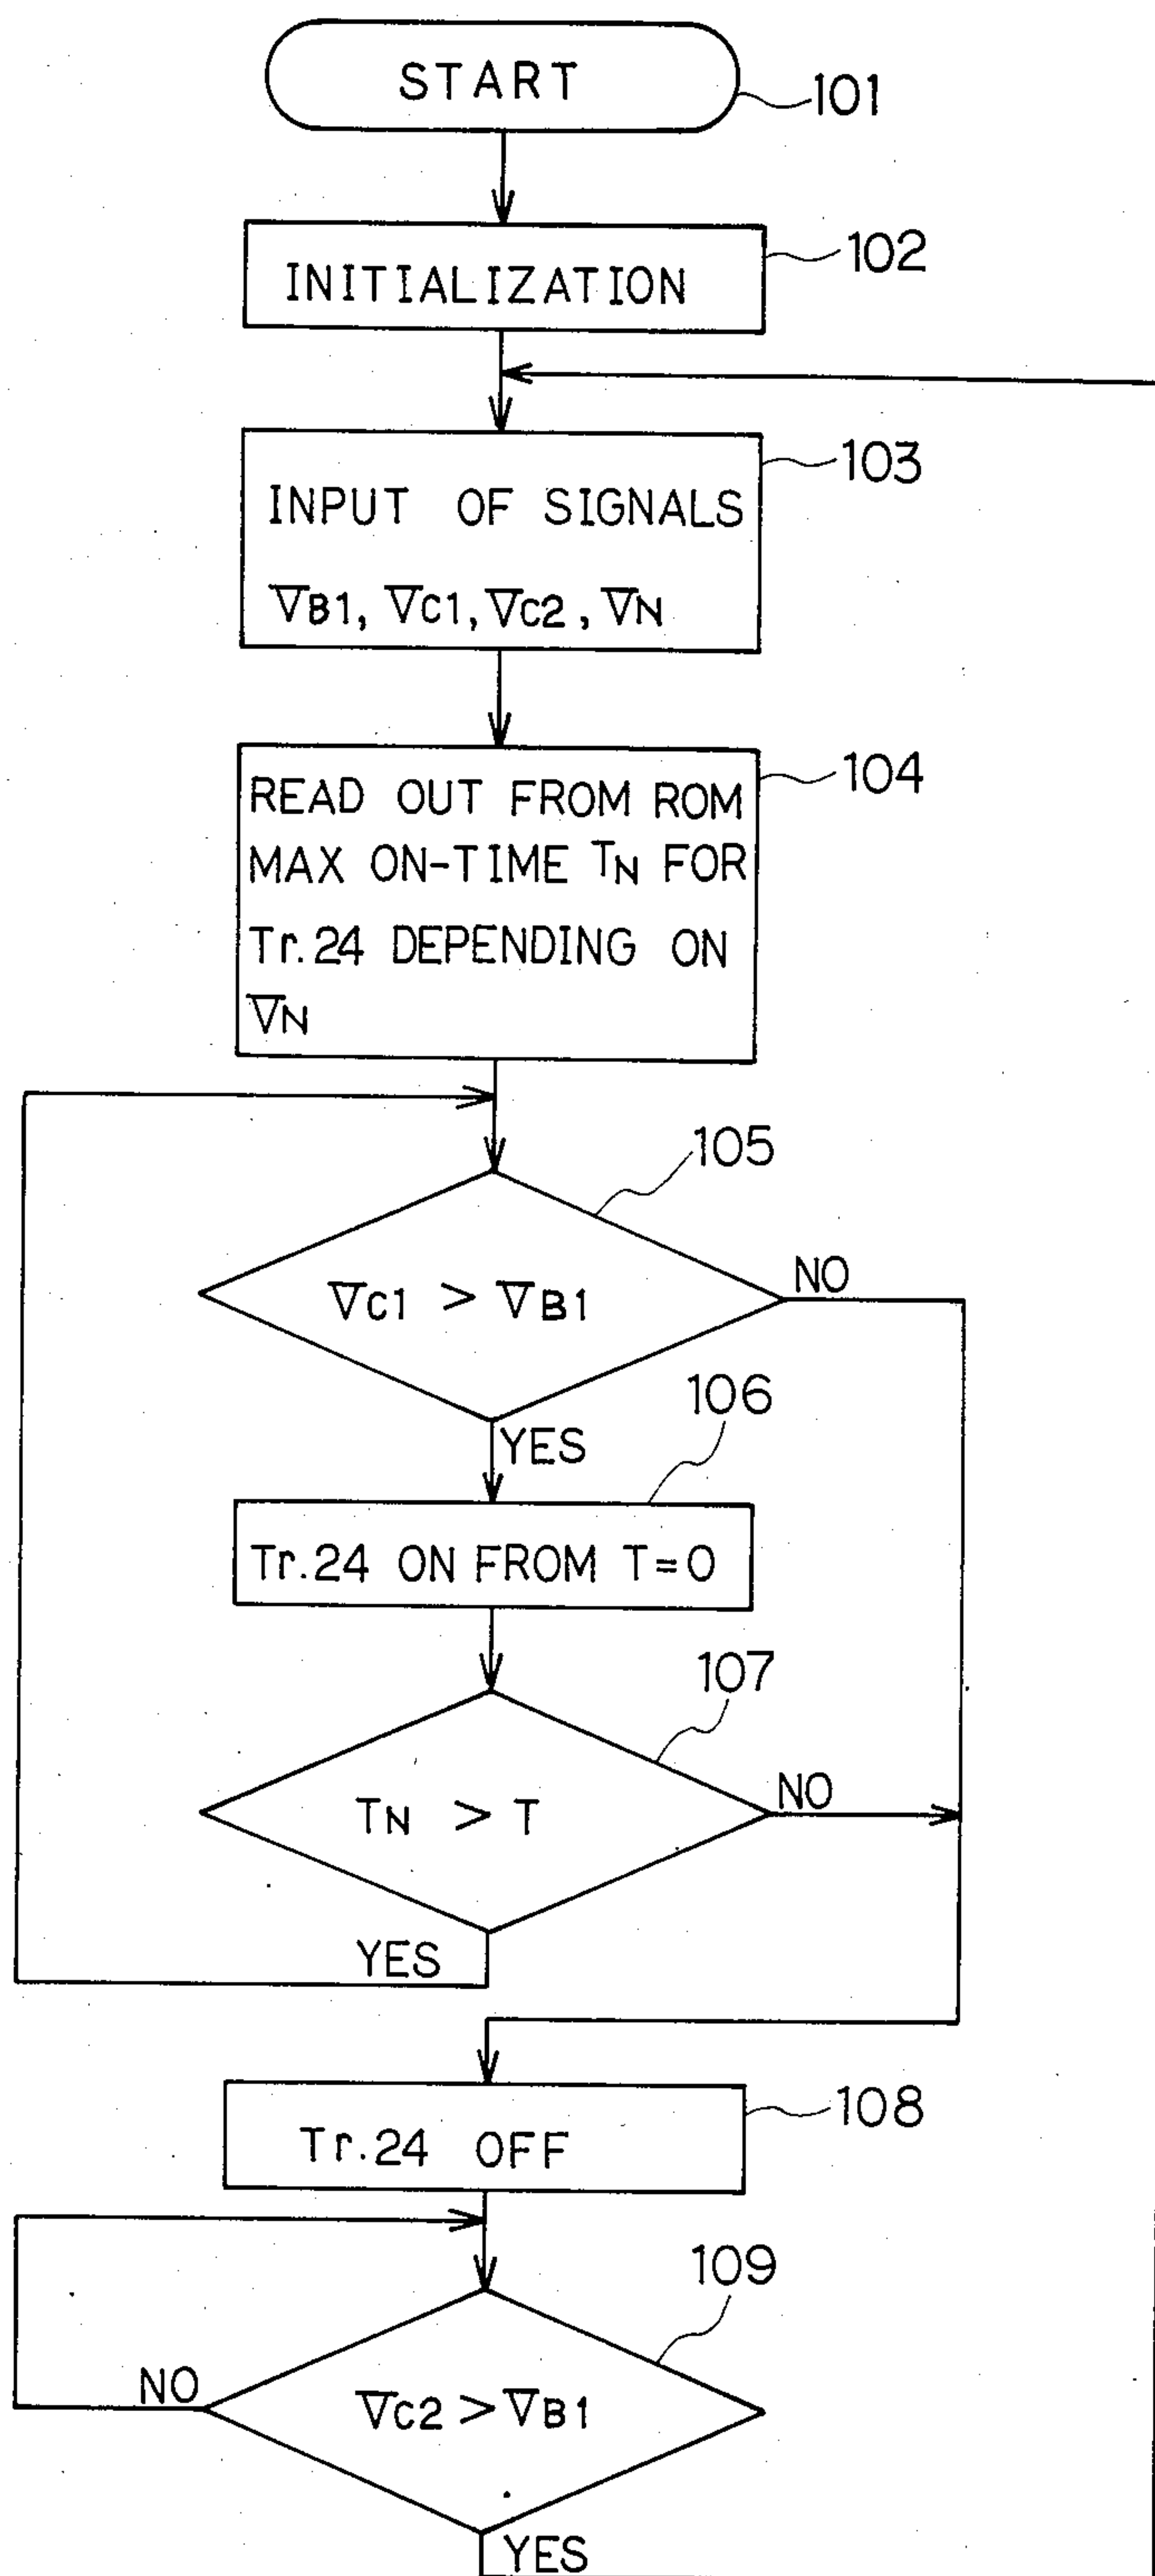 START
101
INITIALIZATION
102
INPUT OF SIGNALS
VB1, VC1, VC2, VN
103
READ OUT FROM ROM
MAX ON-TIME TN FOR
Tr.24 DEPENDING ON
VN
104
105
VC1 > VB1
NO
YES
106
Tr.24 ON FROM T=0
107
TN > T
NO
YES
Tr.24 OFF
108
109
VC2 > VB1
NO
YES